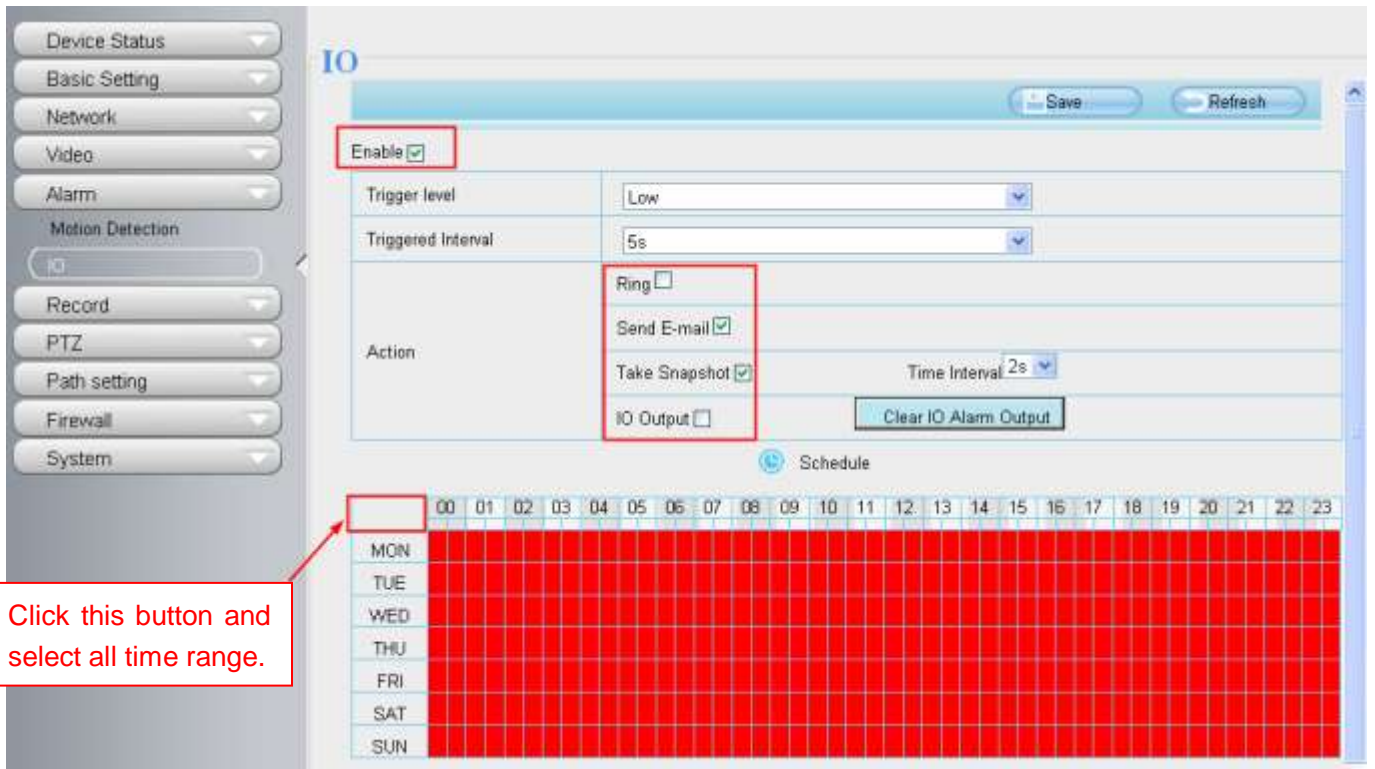 Device Status
Basic Setting
Network
Video
Alarm
Motion Detection
IO
Record
PTZ
Path setting
Firewall
System
IO
Save
Refresh
Enable
Trigger level
Low
Triggered Interval
5s
Action
Ring
Send E-mail
Take Snapshot
Time Interval 2s
IO Output
Clear IO Alarm Output
Schedule
00 01 02 03 04 05 06 07 08 09 10 11 12 13 14 15 16 17 18 19 20 21 22 23
MON
TUE
WED
THU
FRI
SAT
SUN
Click this button and
select all time range.